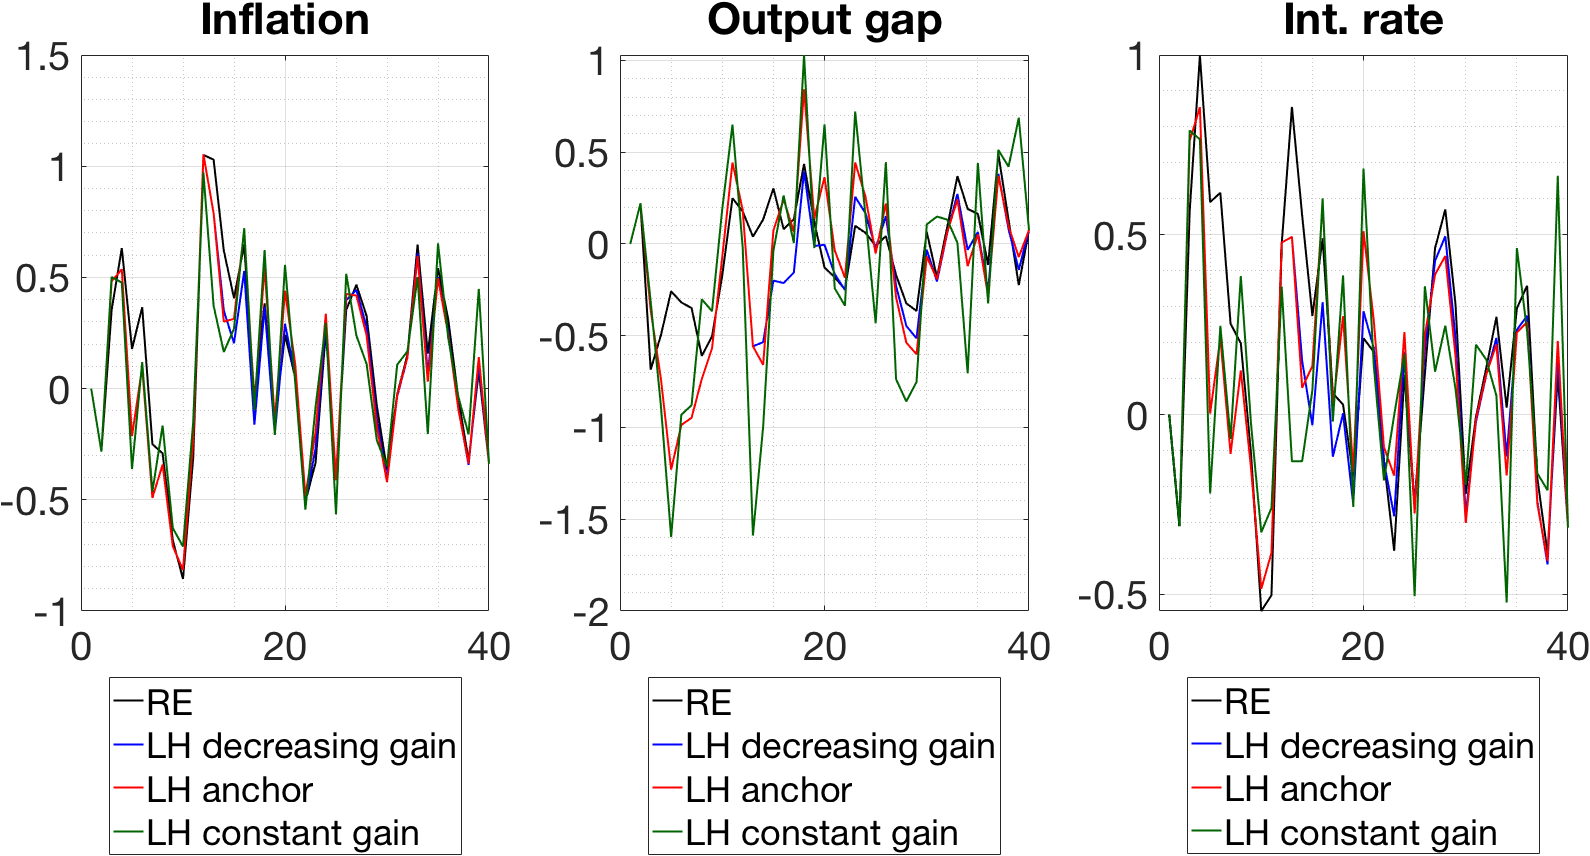 Inflation
1.5
1
0.5
0
-0.5
-1
0 20 40
RE
LH decreasing gain
LH anchor
LH constant gain
Output gap
1
0.5
0
-0.5
-1
-1.5
-2
0 20 40
RE
LH decreasing gain
LH anchor
LH constant gain
Int. rate
1
0.5
0
-0.5
0 20 40
RE
LH decreasing gain
LH anchor
LH constant gain